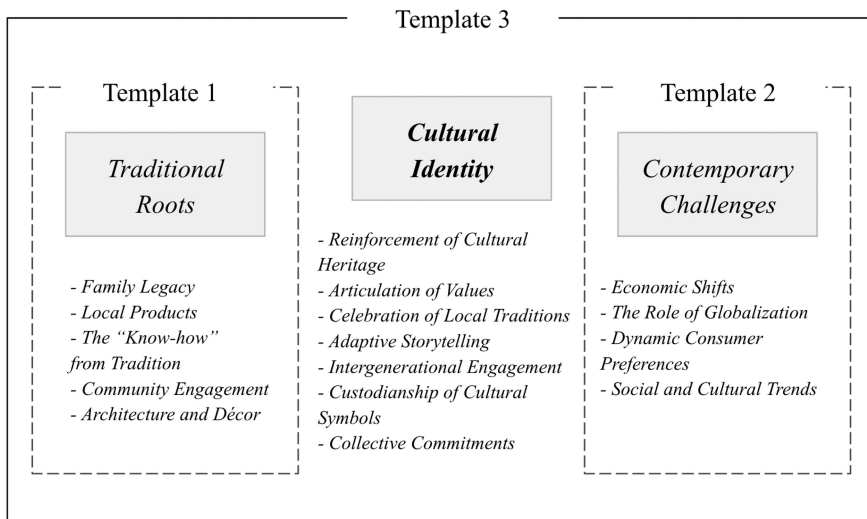 Template 3
Template 1
Traditional
Roots
- Family Legacy
- Local Products
- The “Know-how”
from Tradition
- Community Engagement
- Architecture and Décor
Cultural
Identity
- Reinforcement of Cultural
Heritage
- Articulation of Values
- Celebration of Local Traditions
- Adaptive Storytelling
- Intergenerational Engagement
- Custodianship of Cultural
Symbols
- Collective Commitments
Template 2
Contemporary
Challenges
- Economic Shifts
- The Role of Globalization
- Dynamic Consumer
Preferences
- Social and Cultural Trends